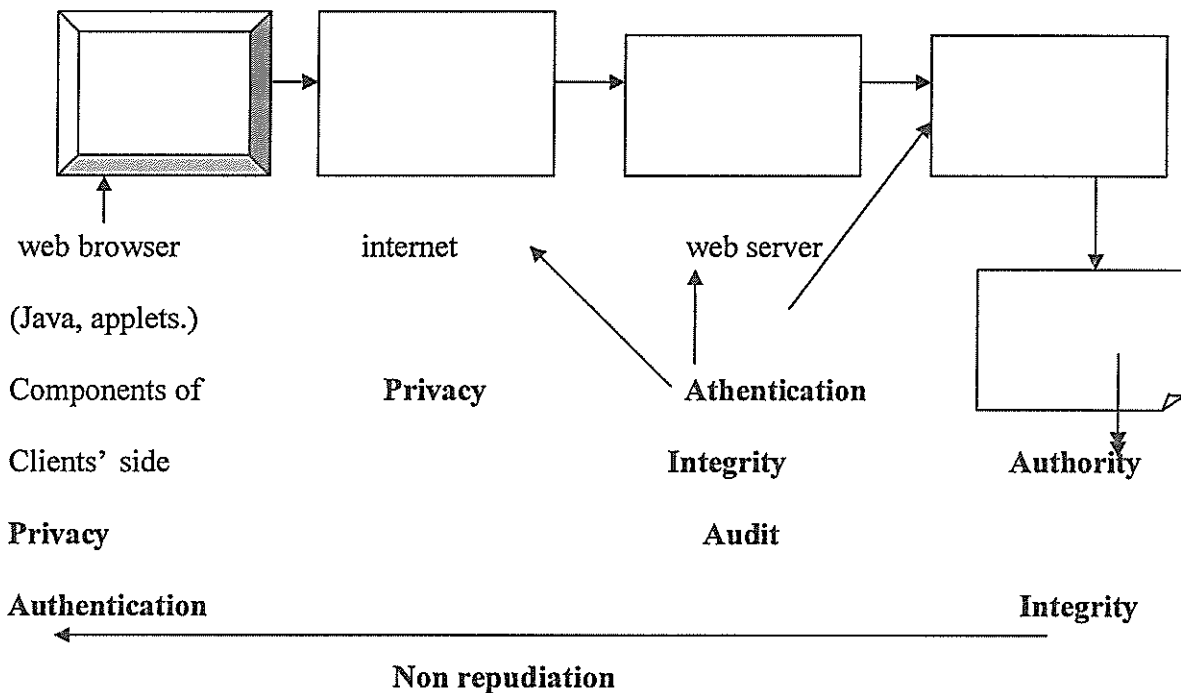 web browser internet web server
(Java, applets.)
Components of Privacy Athentication
Clients' side Integrity Authority
Privacy Audit
Authentication Integrity
Non repudiation